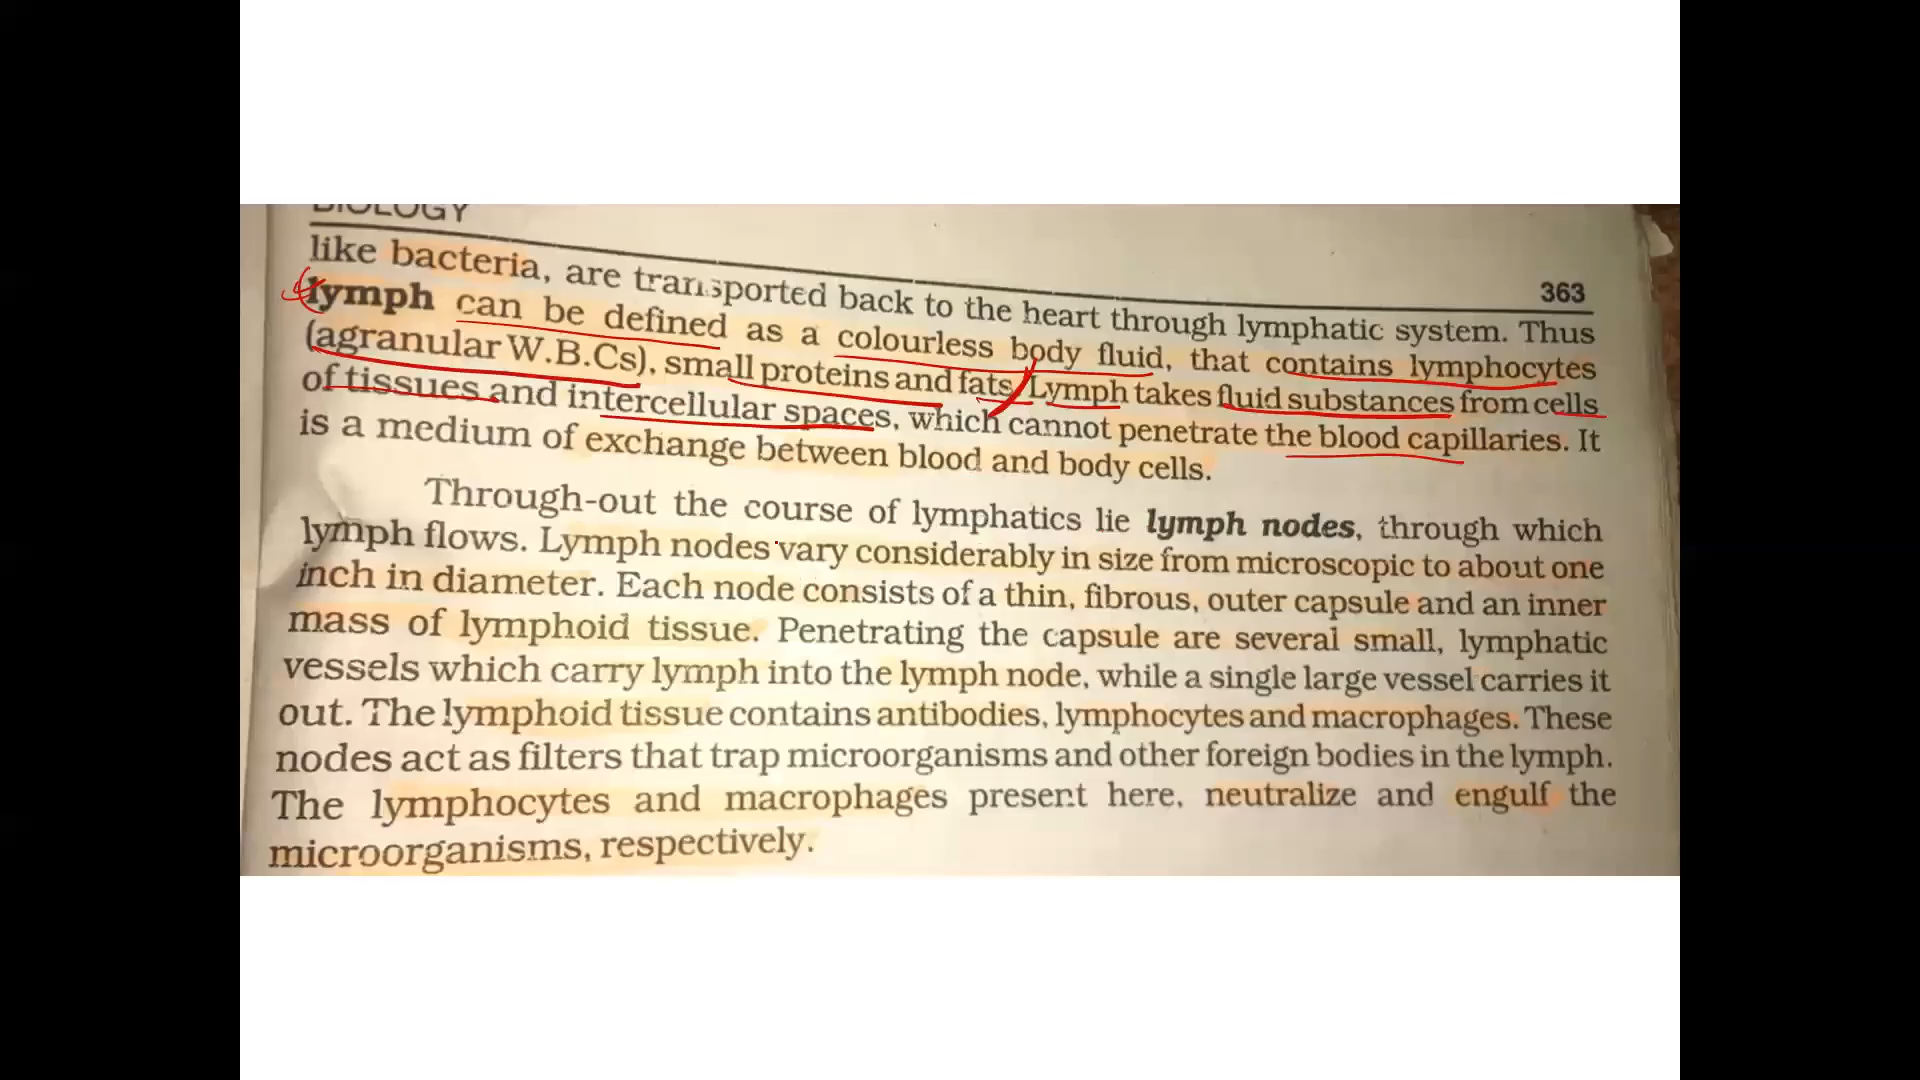 BIOLOGY
363
like bacteria, are transported back to the heart through lymphatic system. Thus
lymph can be defined as a colourless body fluid, that contains lymphocytes
(agranular W.B.Cs), small proteins and fats. Lymph takes fluid substances from cells
of tissues and intercellular spaces, which cannot penetrate the blood capillaries. It
is a medium of exchange between blood and body cells.
Through-out the course of lymphatics lie lymph nodes, through which
lymph flows. Lymph nodes vary considerably in size from microscopic to about one
inch in diameter. Each node consists of a thin, fibrous, outer capsule and an inner
mass of lymphoid tissue. Penetrating the capsule are several small, lymphatic
vessels which carry lymph into the lymph node, while a single large vessel carries it
out. The lymphoid tissue contains antibodies, lymphocytes and macrophages. These
nodes act as filters that trap microorganisms and other foreign bodies in the lymph.
The lymphocytes and macrophages present here, neutralize and engulf the
microorganisms, respectively.